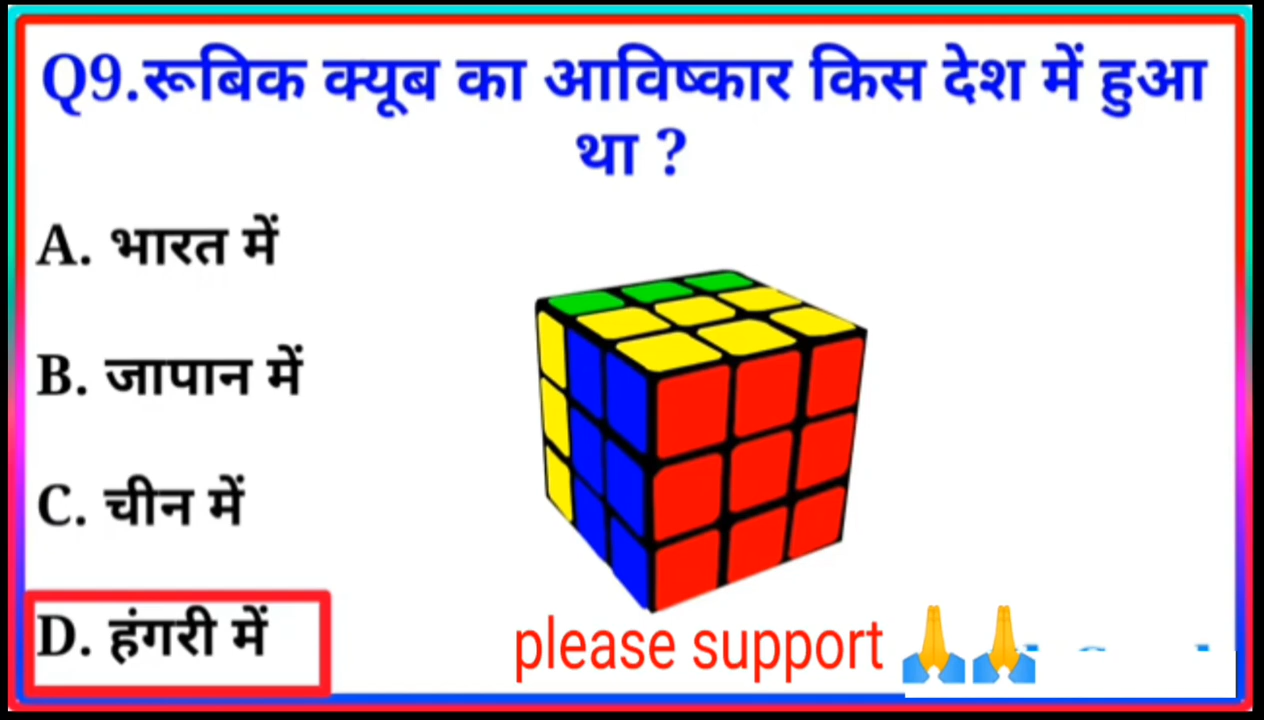 Q9.रूबिक क्यूब का आविष्कार किस देश में हुआ
था ?
A. भारत में
B. जापान में
C. चीन में
D. हंगरी में
please support 🙏🙏